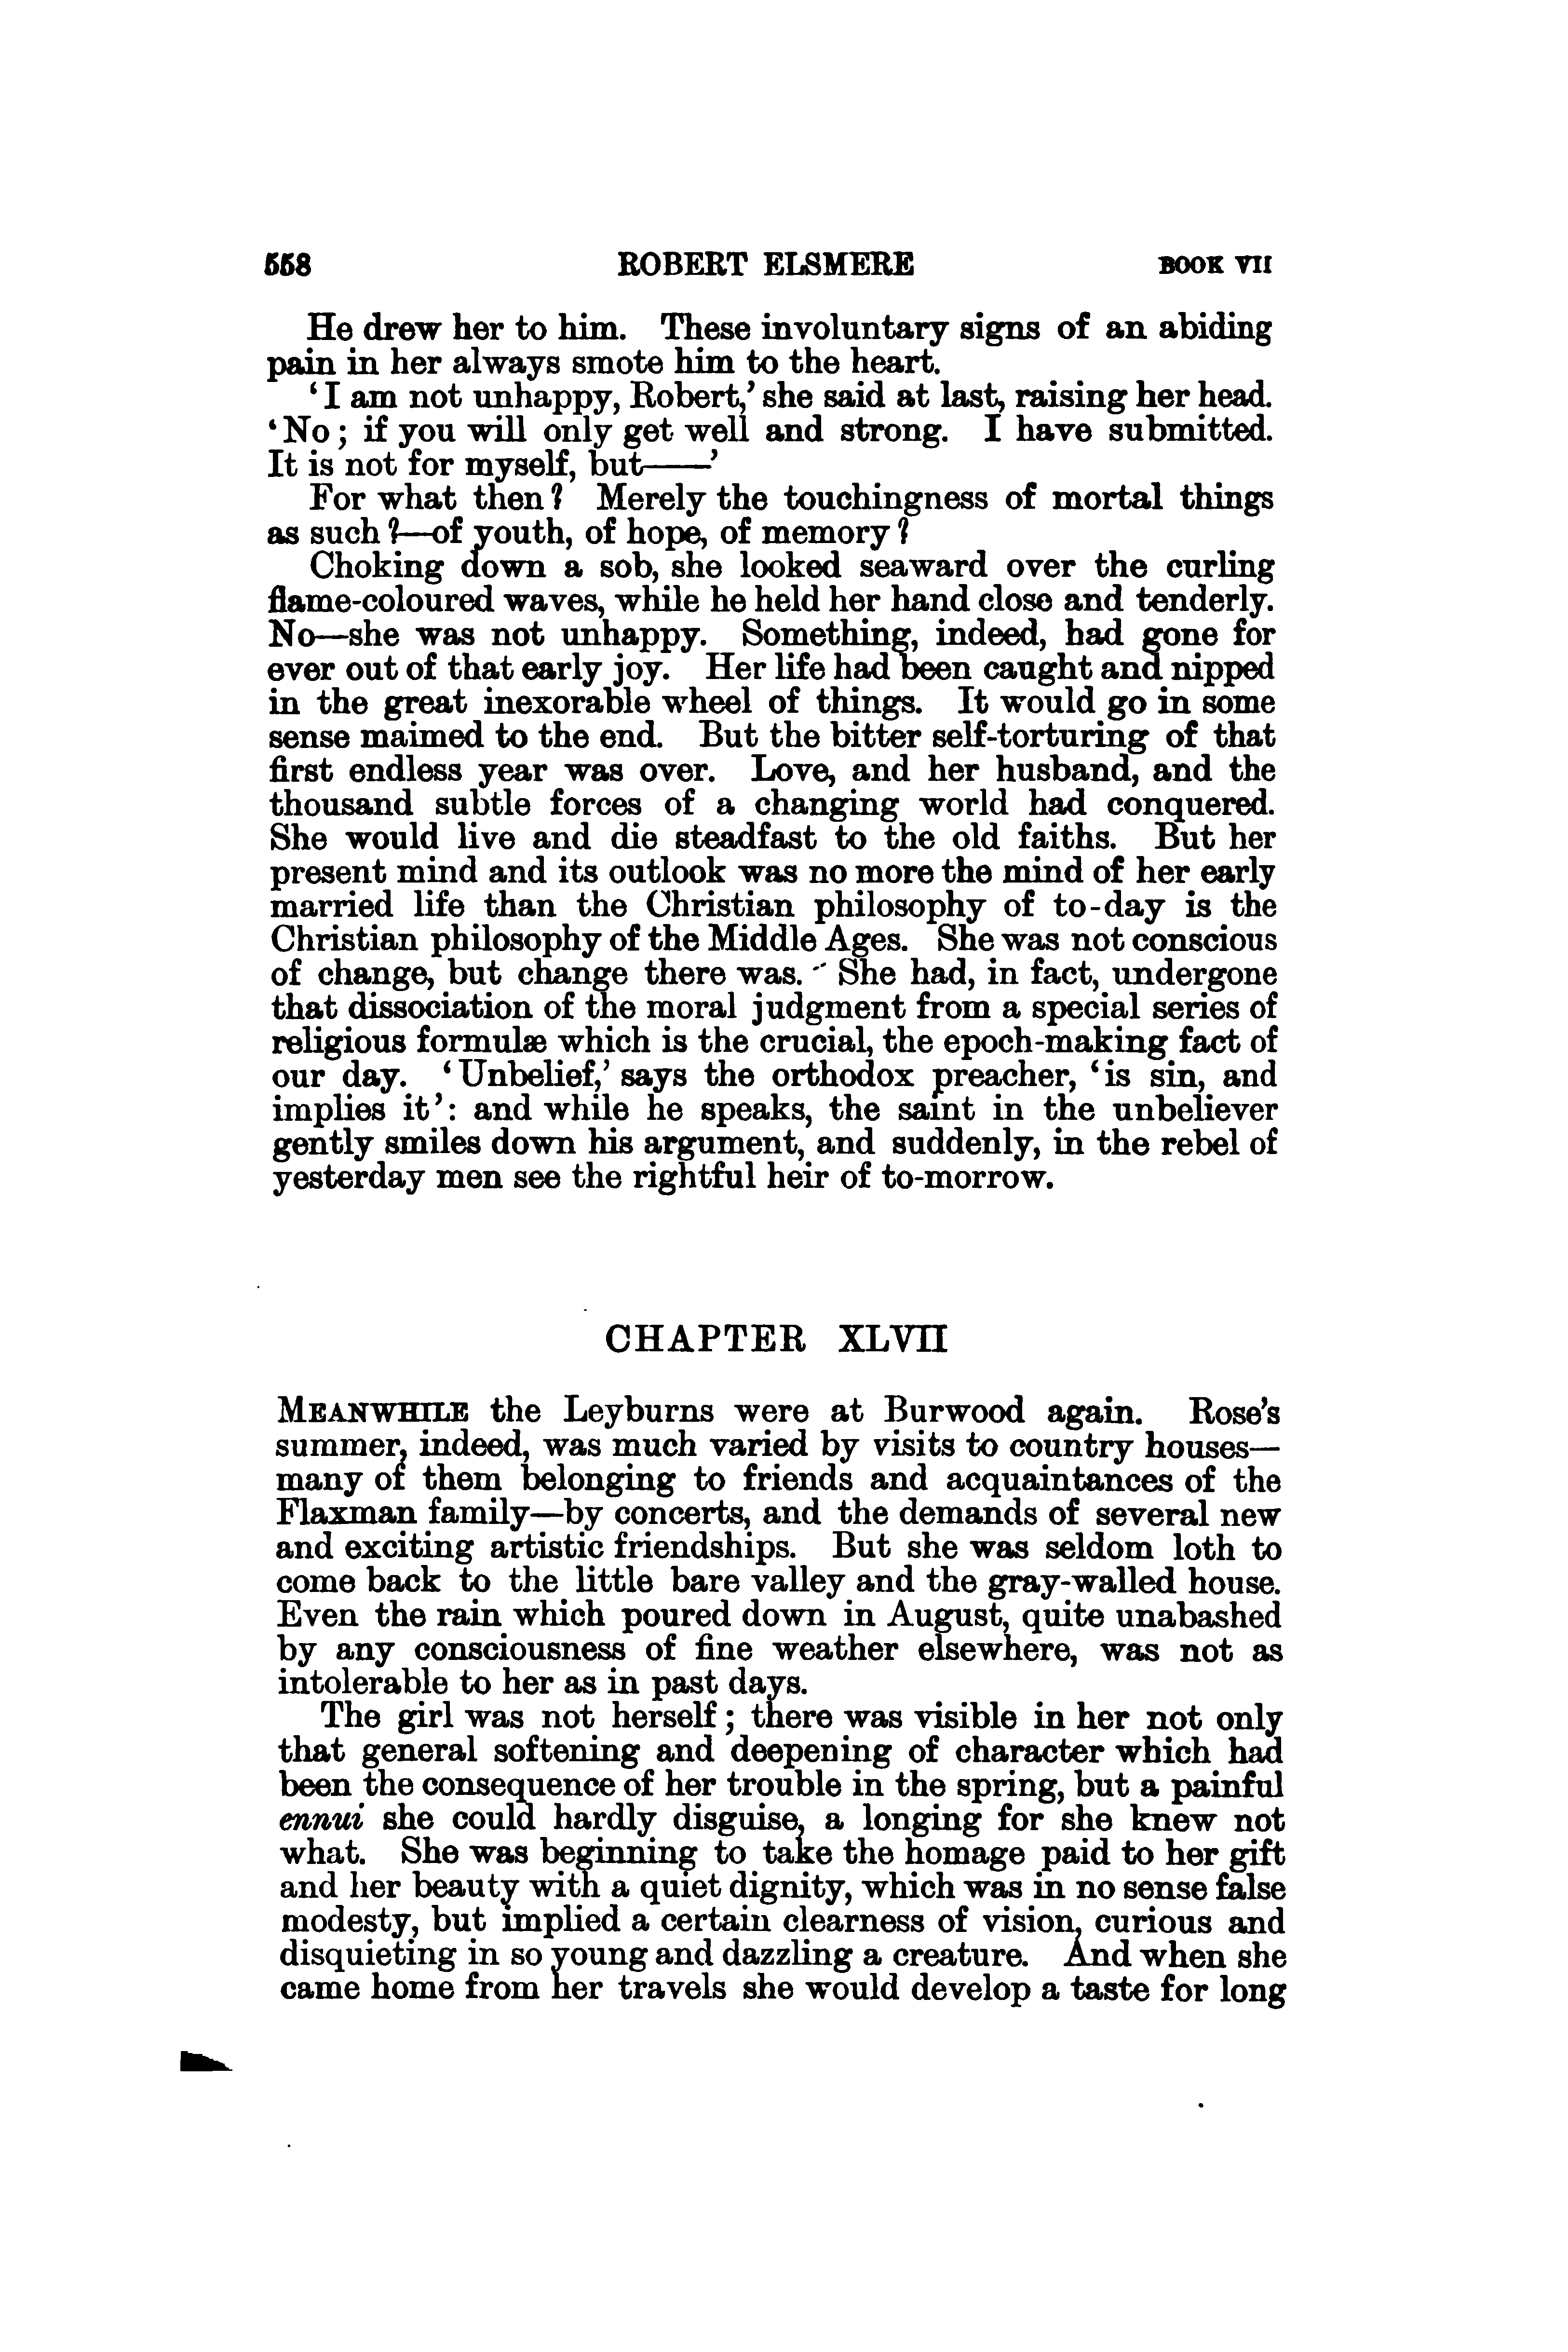 558 ROBERT ELSMERE BOOK VII
He drew her to him. These involuntary signs of an abiding
pain in her always smote him to the heart.
‘I am not unhappy, Robert,’ she said at last, raising her head.
‘No; if you will only get well and strong. I have submitted.
It is not for myself, but——’
For what then? Merely the touchingness of mortal things
as such?—of youth, of hope, of memory?
Choking down a sob, she looked seaward over the curling
flame-coloured waves, while he held her hand close and tenderly.
No—she was not unhappy. Something, indeed, had gone for
ever out of that early joy. Her life had been caught and nipped
in the great inexorable wheel of things. It would go in some
sense maimed to the end. But the bitter self-torturing of that
first endless year was over. Love, and her husband, and the
thousand subtle forces of a changing world had conquered.
She would live and die steadfast to the old faiths. But her
present mind and its outlook was no more the mind of her early
married life than the Christian philosophy of to-day is the
Christian philosophy of the Middle Ages. She was not conscious
of change, but change there was. She had, in fact, undergone
that dissociation of the moral judgment from a special series of
religious formulæ which is the crucial, the epoch-making fact of
our day. ‘Unbelief,’ says the orthodox preacher, ‘is sin, and
implies it’: and while he speaks, the saint in the unbeliever
gently smiles down his argument, and suddenly, in the rebel of
yesterday men see the rightful heir of to-morrow.
CHAPTER XLVII
MEANWHILE the Leyburns were at Burwood again. Rose’s
summer, indeed, was much varied by visits to country houses—
many of them belonging to friends and acquaintances of the
Flaxman family—by concerts, and the demands of several new
and exciting artistic friendships. But she was seldom loth to
come back to the little bare valley and the gray-walled house.
Even the rain which poured down in August, quite unabashed
by any consciousness of fine weather elsewhere, was not as
intolerable to her as in past days.
The girl was not herself; there was visible in her not only
that general softening and deepening of character which had
been the consequence of her trouble in the spring, but a painful
ennui she could hardly disguise, a longing for she knew not
what. She was beginning to take the homage paid to her gift
and her beauty with a quiet dignity, which was in no sense false
modesty, but implied a certain clearness of vision, curious and
disquieting in so young and dazzling a creature. And when she
came home from her travels she would develop a taste for long